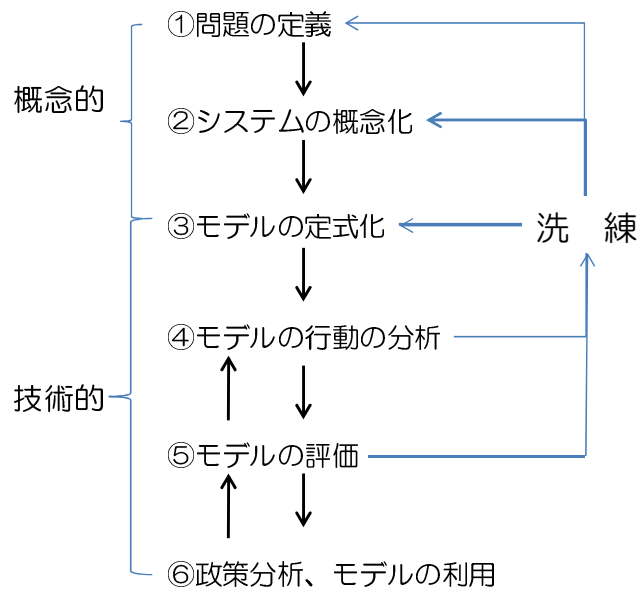 ①問題の定義
概念的
②システムの概念化
③モデルの定式化
洗 練
④モデルの行動の分析
技術的
⑤モデルの評価
⑥政策分析、モデルの利用